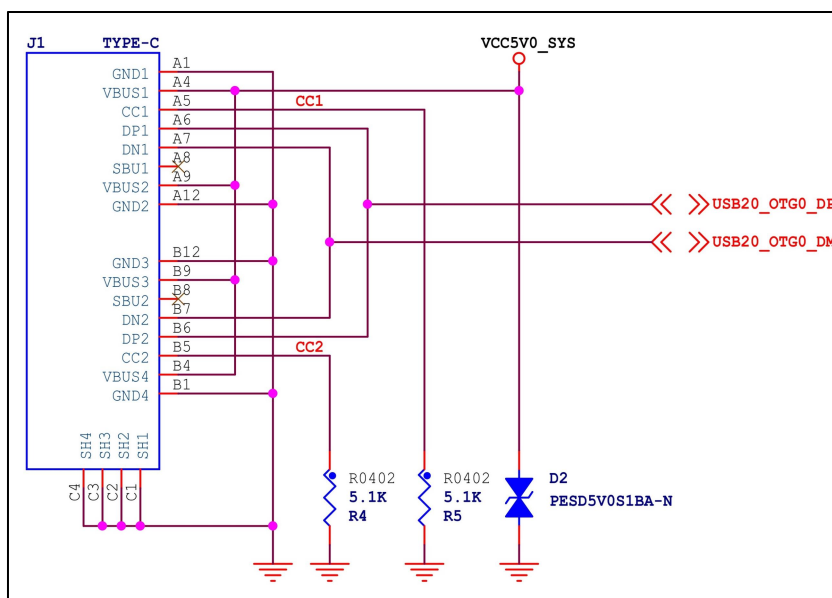 J1 TYPE-C
VCC5V0_SYS
GND1 A1
VBUS1 A4
CC1 A5 CC1
DP1 A6
DN1 A7
SBU1 A8
VBUS2 A9
GND2 A12
USB20_OTG0_DP
USB20_OTG0_DM
GND3 B12
VBUS3 B9
SBU2 B8
DN2 B7
DP2 B6
CC2 B5 CC2
VBUS4 B4
GND4 B1
SH4 SH3 SH2 SH1
C4 C3 C2 C1
R0402
5.1K
R4
R0402
5.1K
R5
D2
PESD5V0S1BA-N